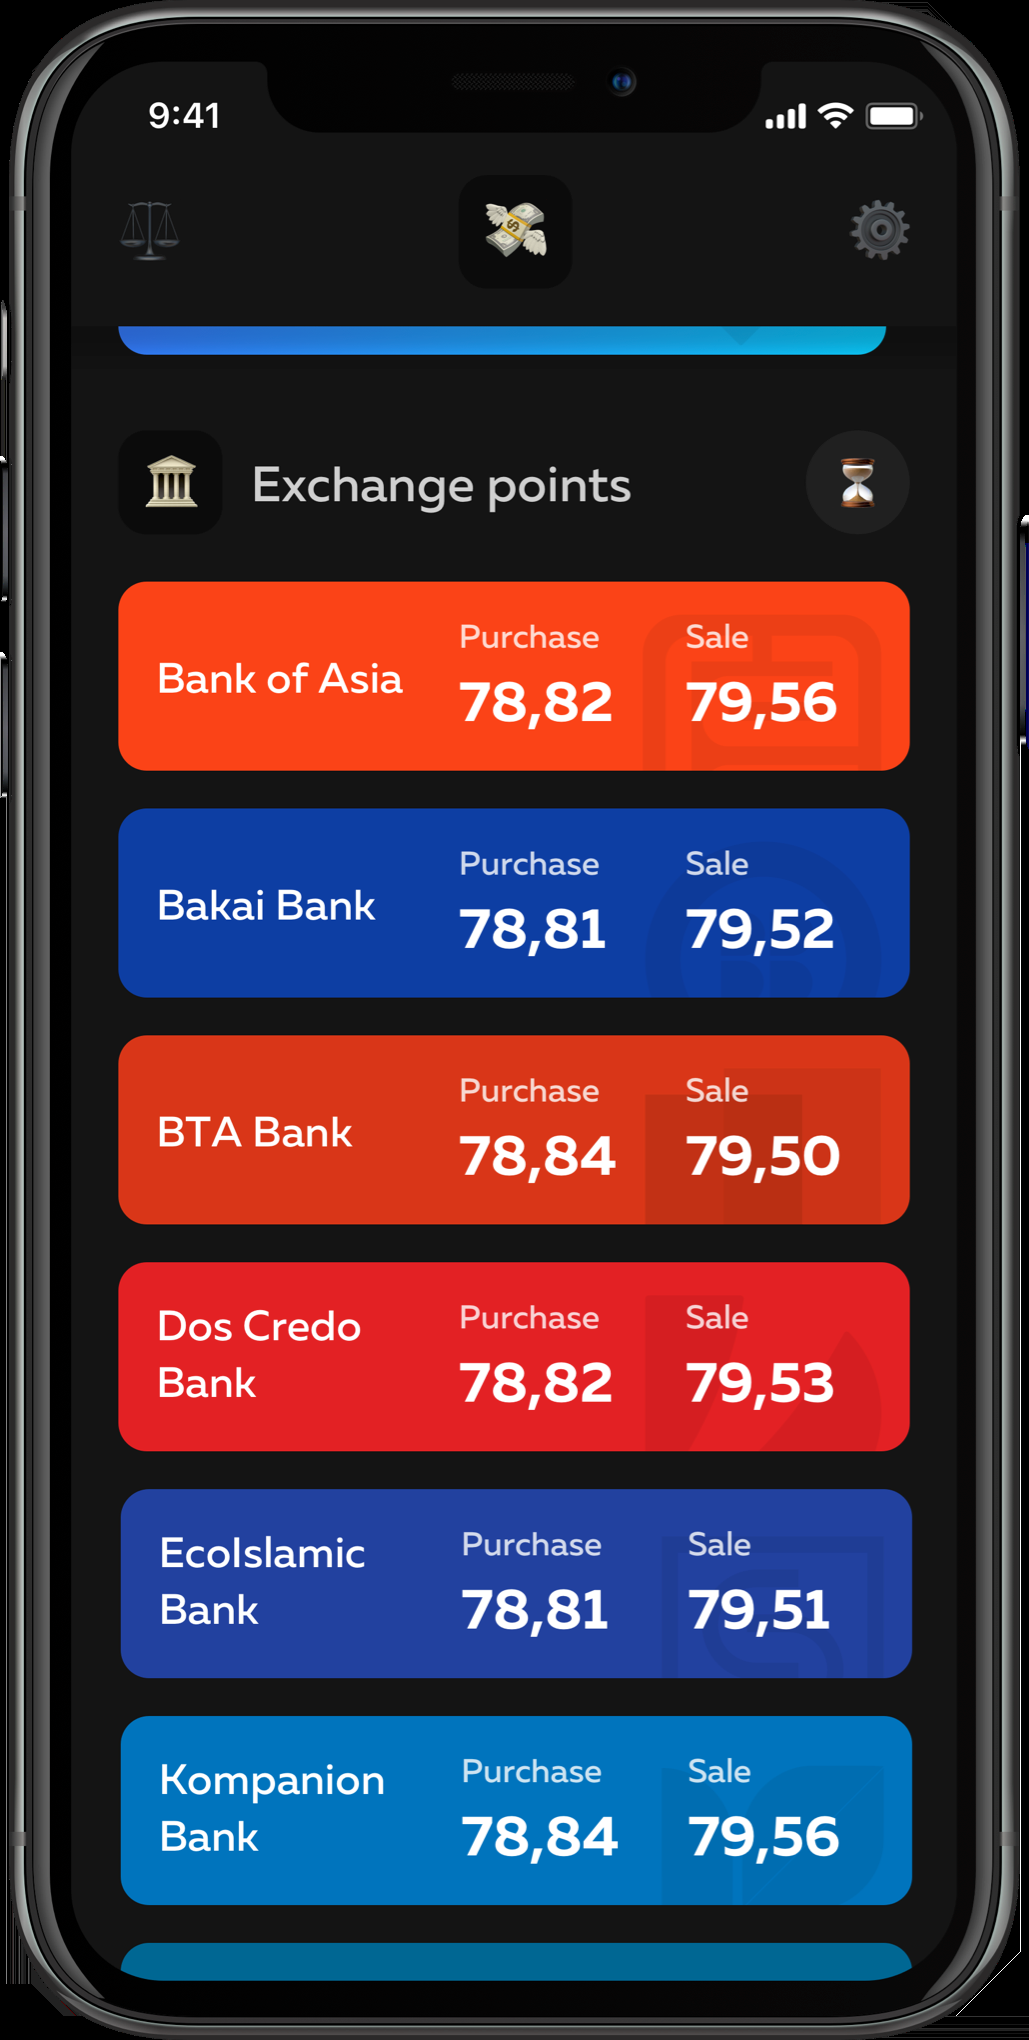 9:41
Exchange points
Bank of Asia
Purchase
78,82
Sale
79,56
Bakai Bank
Purchase
78,81
Sale
79,52
BTA Bank
Purchase
78,84
Sale
79,50
Dos Credo
Bank
Purchase
78,82
Sale
79,53
EcoIslamic
Bank
Purchase
78,81
Sale
79,51
Kompanion
Bank
Purchase
78,84
Sale
79,56